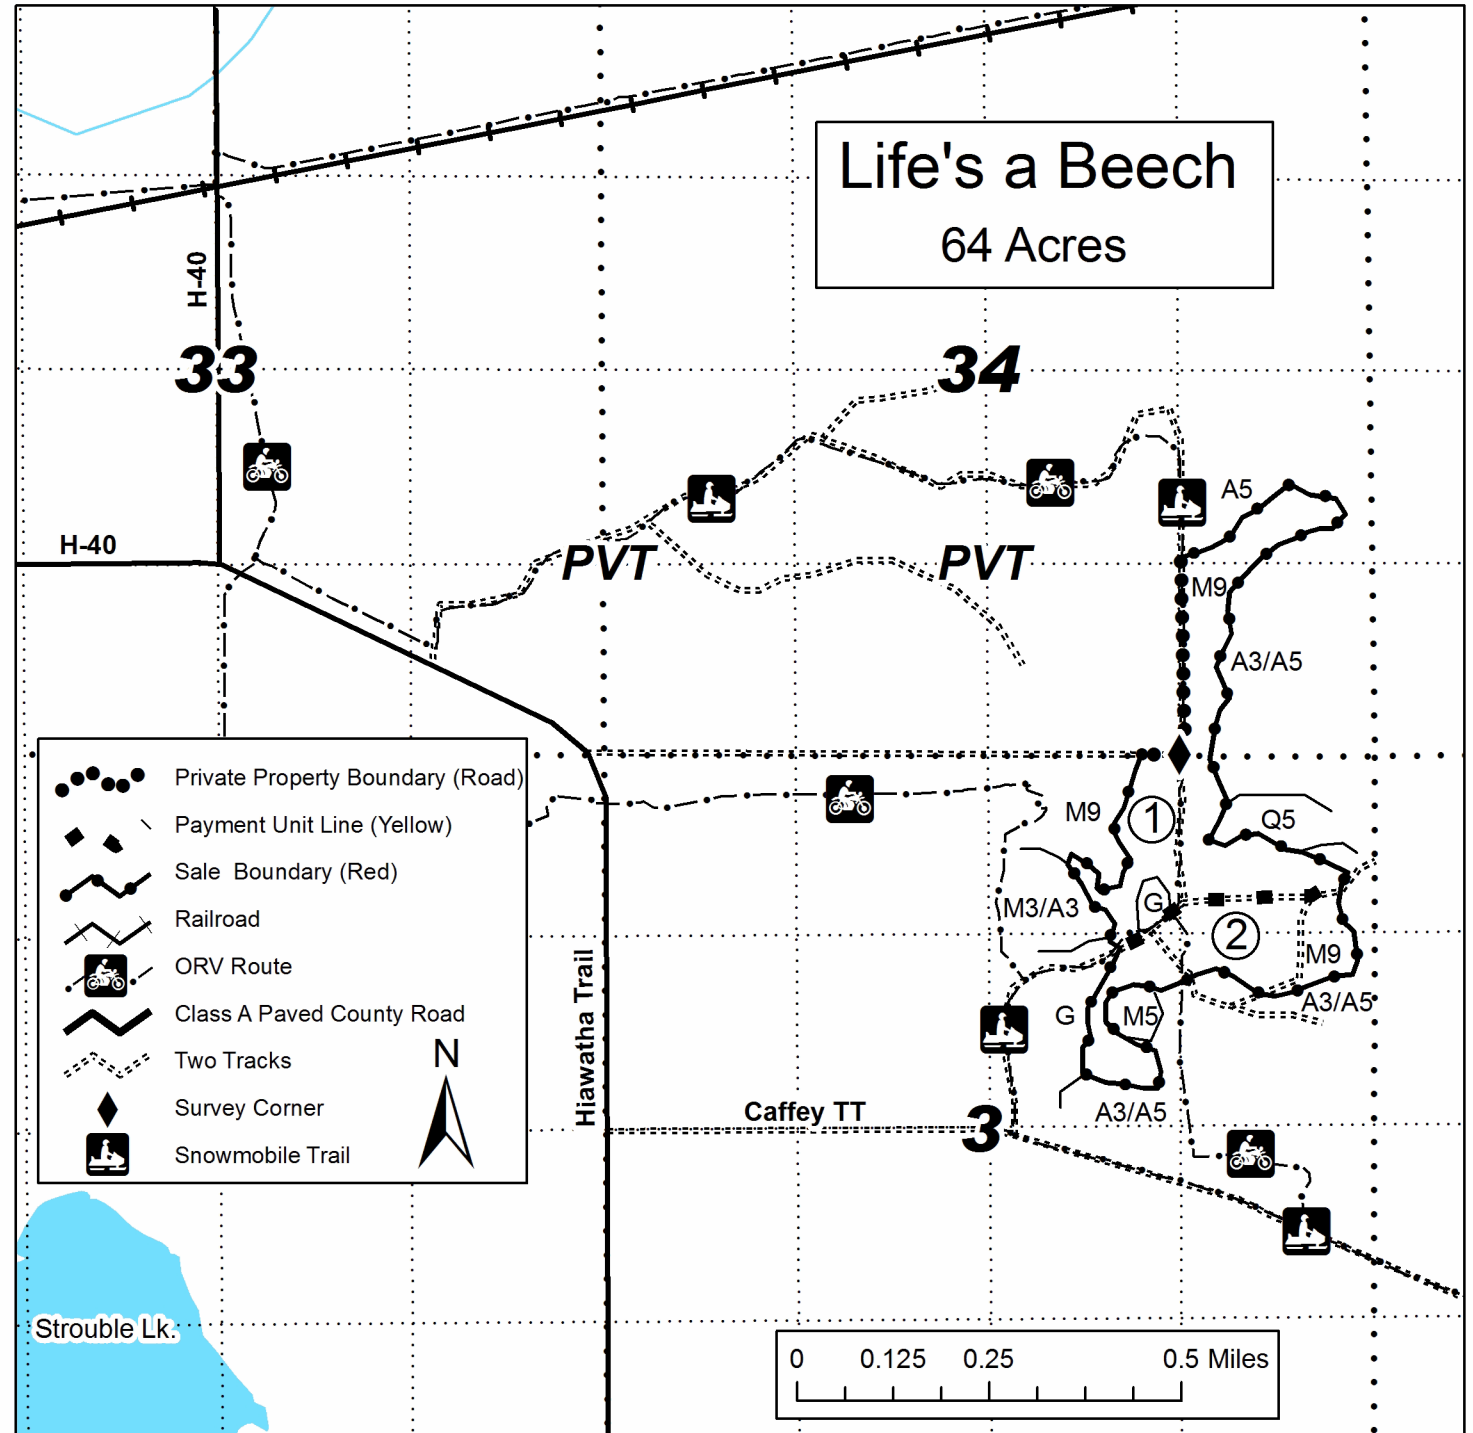 Life's a Beech
64 Acres
H-40
33
34
H-40
A5
PVT
PVT
M9
A3/A5
Private Property Boundary (Road)
Payment Unit Line (Yellow)
Sale Boundary (Red)
Railroad
ORV Route
Class A Paved County Road
Two Tracks
Survey Corner
Snowmobile Trail
N
M9
1
Q5
M3/A3
G
2
M9
A3/A5
G
M5
Hiawatha Trail
Caffey TT
3
A3/A5
Strouble Lk.
0 0.125 0.25 0.5 Miles